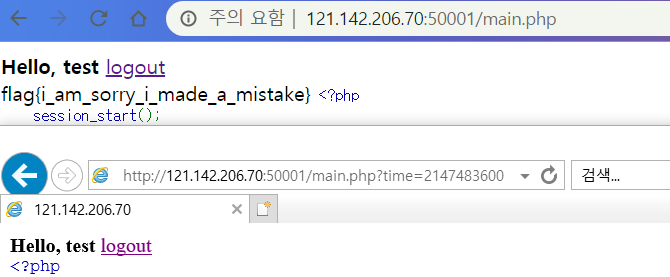 주의 요함 | 121.142.206.70:50001/main.php
Hello, test logout
flag{i_am_sorry_i_made_a_mistake} <?php
session_start();
http://121.142.206.70:50001/main.php?time=2147483600 검색...
121.142.206.70
Hello, test logout
<?php